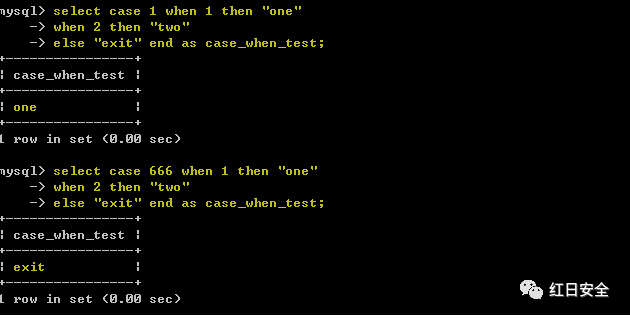 mysql> select case 1 when 1 then "one"
    -> when 2 then "two"
    -> else "exit" end as case_when_test;
+----------------+
| case_when_test |
+----------------+
| one            |
+----------------+
1 row in set (0.00 sec)
mysql> select case 666 when 1 then "one"
    -> when 2 then "two"
    -> else "exit" end as case_when_test;
+----------------+
| case_when_test |
+----------------+
| exit           |
+----------------+
1 row in set (0.00 sec)
红日安全